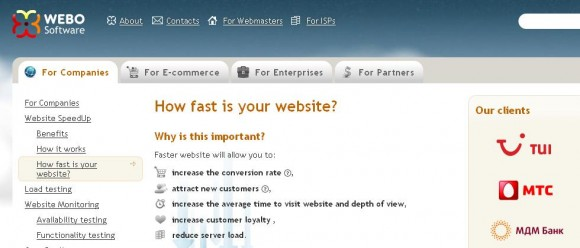 WEBO
Software
About
Contacts
For Webmasters
For ISPs
For Companies
For E-commerce
For Enterprises
For Partners
For Companies
Website SpeedUp
Benefits
How it works
How fast is your
website?
Load testing
Website Monitoring
Availability testing
Functionality testing
How fast is your website?
Why is this important?
Faster website will allow you to:
increase the conversion rate ?,
attract new customers ?,
increase the average time to visit website and depth of view,
increase customer loyalty ,
reduce server load.
Our clients
TUI
МТС
МДМ Банк